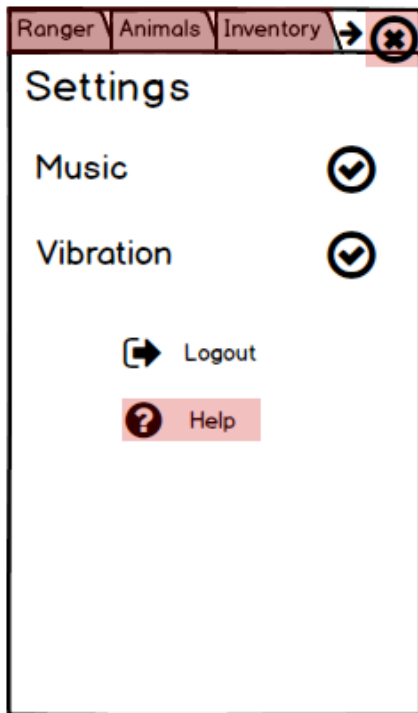 Ranger Animals Inventory
Settings
Music
Vibration
Logout
? Help